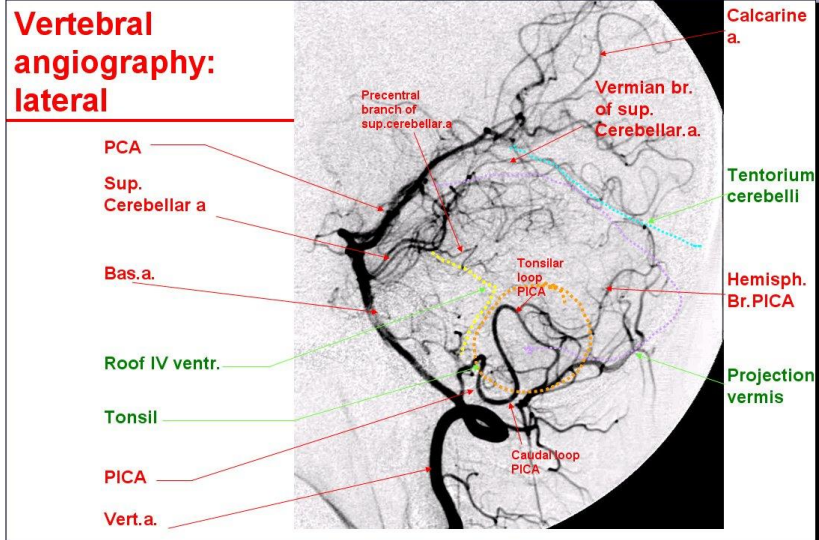 Vertebral
angiography:
lateral
PCA
Sup.
Cerebellar a
Bas.a.
Roof IV ventr.
Tonsil
PICA
Vert.a.
Precentral
branch of
sup.cerebellar.a
Vermian br.
of sup.
Cerebellar.a.
Tonsilar
loop
PICA
Caudal loop
PICA
Calcarine
a.
Tentorium
cerebelli
Hemisph.
Br.PICA
Projection
vermis